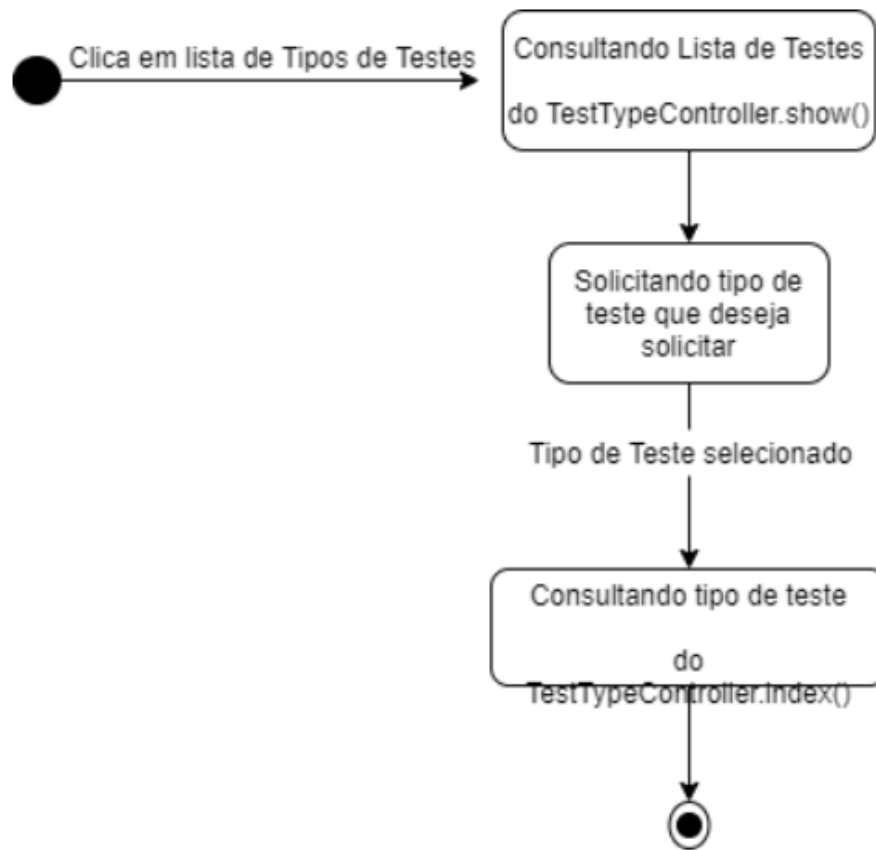 Clica em lista de Tipos de Testes
Consultando Lista de Testes
do TestTypeController.show()
Solicitando tipo de
teste que deseja
solicitar
Tipo de Teste selecionado
Consultando tipo de teste
do
TestTypeController.index()